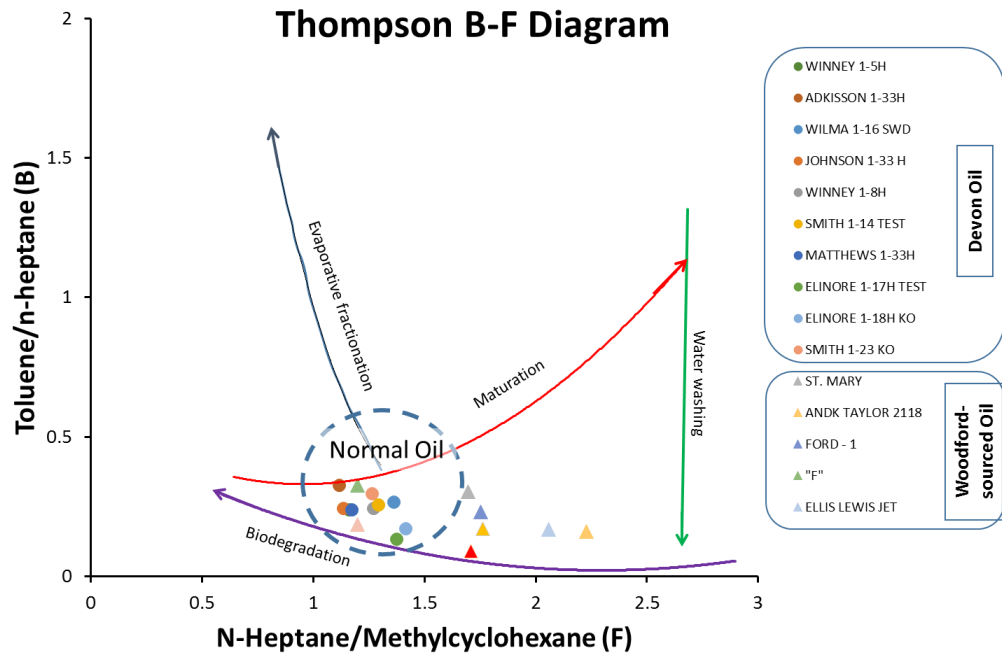 Thompson B-F Diagram
2
1.5
1
0.5
0
0
0.5
1
1.5
2
2.5
3
Toluene/n-heptane (B)
N-Heptane/Methylcyclohexane (F)
Evaporative fractionation
Maturation
Water washing
Normal Oil
Biodegradation
WINNEY 1-5H
ADKISSON 1-33H
WILMA 1-16 SWD
JOHNSON 1-33 H
WINNEY 1-8H
SMITH 1-14 TEST
MATTHEWS 1-33H
ELINORE 1-17H TEST
ELINORE 1-18H KO
SMITH 1-23 KO
Devon Oil
ST. MARY
ANDK TAYLOR 2118
FORD - 1
"F"
ELLIS LEWIS JET
Woodford-
sourced Oil